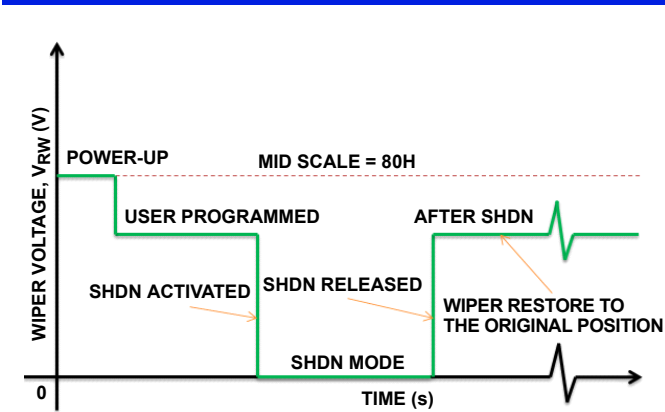 WIPER VOLTAGE, VRW (V)
POWER-UP
MID SCALE = 80H
USER PROGRAMMED
AFTER SHDN
SHDN ACTIVATED
SHDN RELEASED
WIPER RESTORE TO
THE ORIGINAL POSITION
SHDN MODE
0
TIME (s)